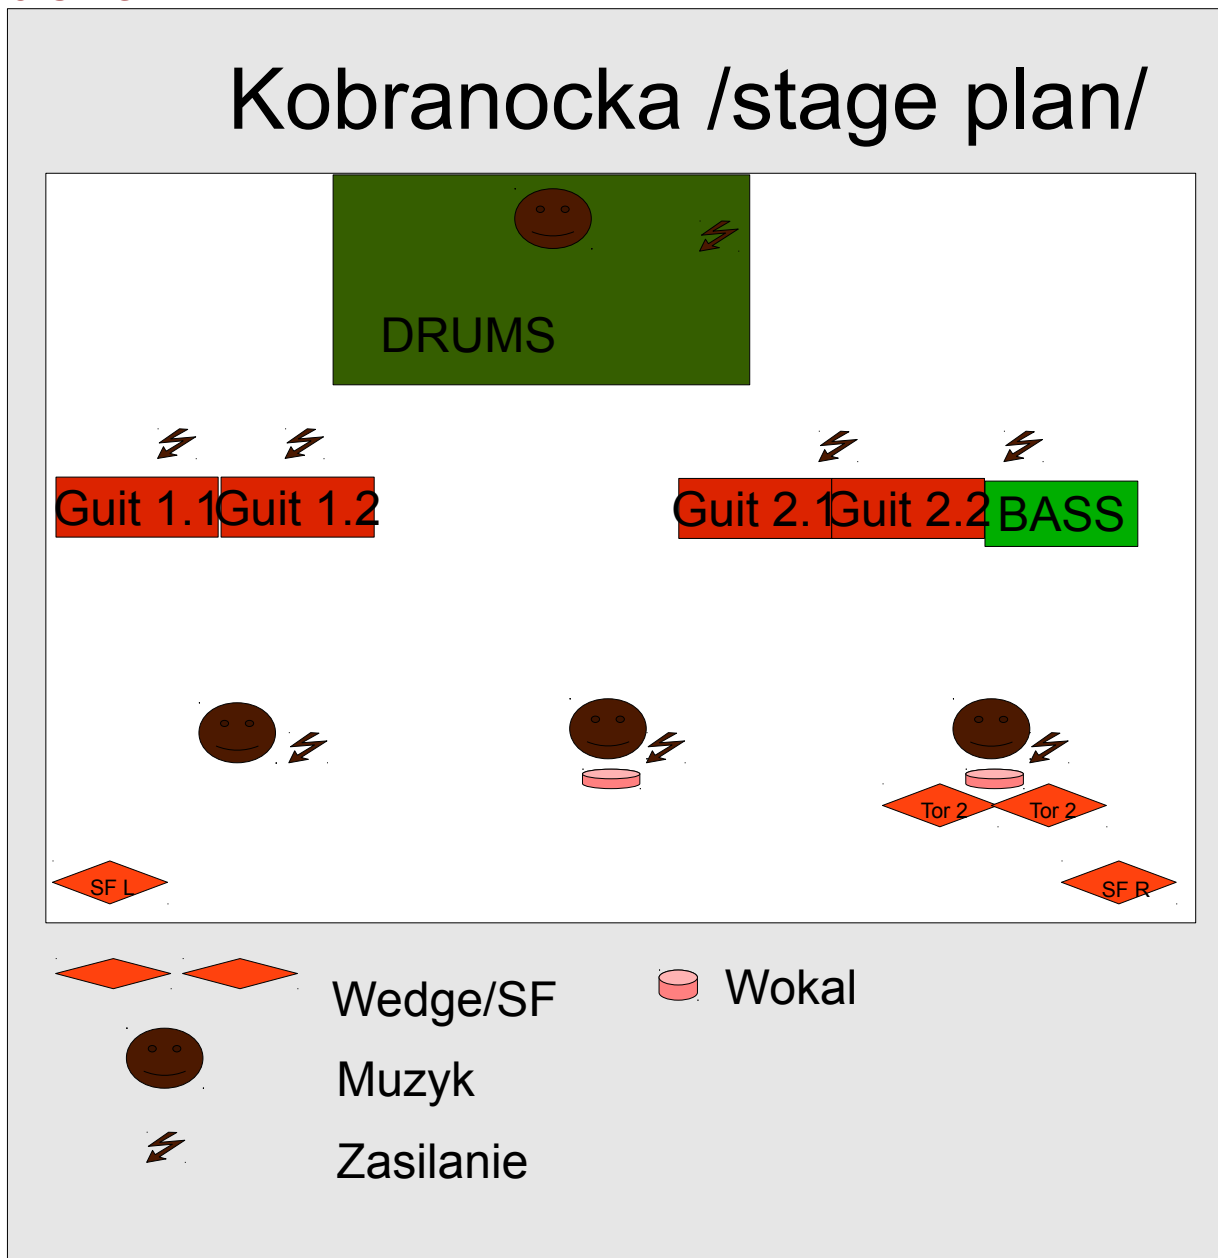 Kobranocka /stage plan/
DRUMS
Guit 1.1 Guit 1.2 Guit 2.1 Guit 2.2 BASS
Tor 2 Tor 2
SF L SF R
Wedge/SF Wokal
Muzyk
Zasilanie